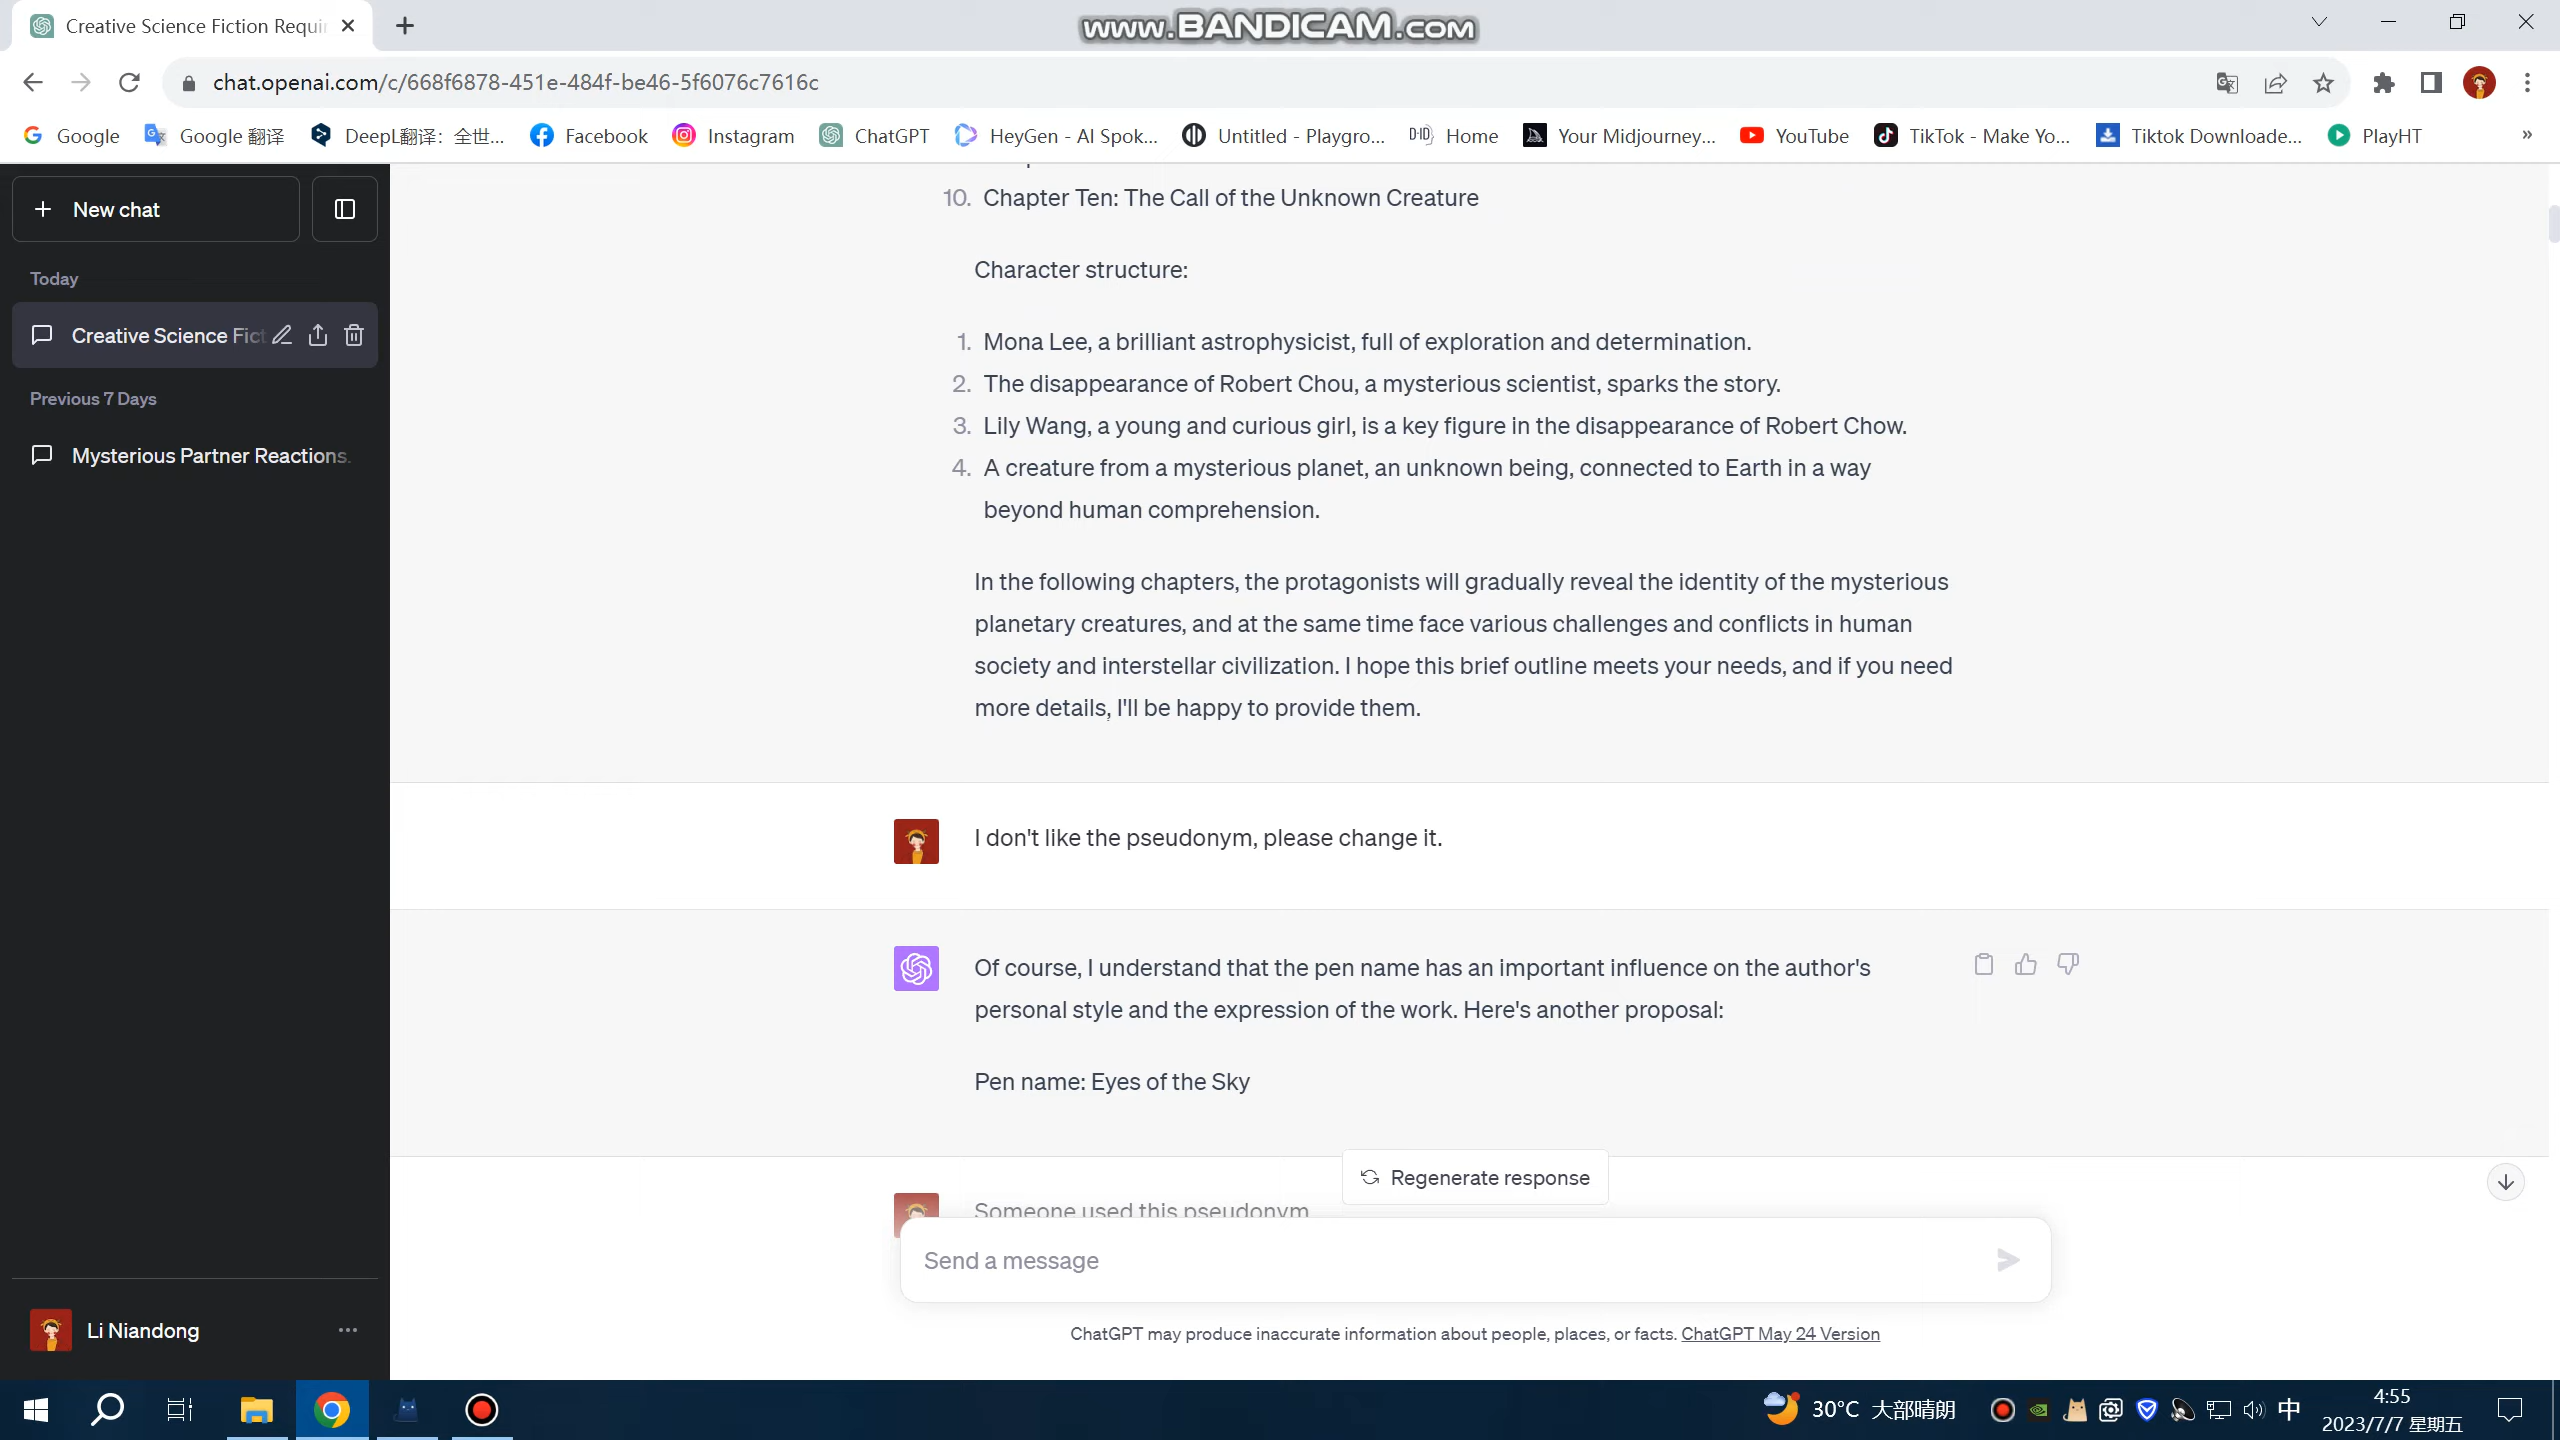 Creative Science Fiction Requi
www.BANDICAM.com
chat.openai.com/c/668f6878-451e-484f-be46-5f6076c7616c
Google
Google 翻译
DeepL翻译：全世...
Facebook
Instagram
ChatGPT
HeyGen - AI Spok...
Untitled - Playgro...
D-ID Home
Your Midjourney...
YouTube
TikTok - Make Yo...
Tiktok Downloade...
PlayHT
»
New chat
Today
Creative Science Fict
Previous 7 Days
Mysterious Partner Reactions.
Li Niandong
10. Chapter Ten: The Call of the Unknown Creature
Character structure:
1. Mona Lee, a brilliant astrophysicist, full of exploration and determination.
2. The disappearance of Robert Chou, a mysterious scientist, sparks the story.
3. Lily Wang, a young and curious girl, is a key figure in the disappearance of Robert Chow.
4. A creature from a mysterious planet, an unknown being, connected to Earth in a way
beyond human comprehension.
In the following chapters, the protagonists will gradually reveal the identity of the mysterious
planetary creatures, and at the same time face various challenges and conflicts in human
society and interstellar civilization. I hope this brief outline meets your needs, and if you need
more details, I'll be happy to provide them.
I don't like the pseudonym, please change it.
Of course, I understand that the pen name has an important influence on the author's
personal style and the expression of the work. Here's another proposal:
Pen name: Eyes of the Sky
Regenerate response
Someone used this pseudonym
Send a message
ChatGPT may produce inaccurate information about people, places, or facts. ChatGPT May 24 Version
30°C 大部晴朗
中
4:55
2023/7/7 星期五